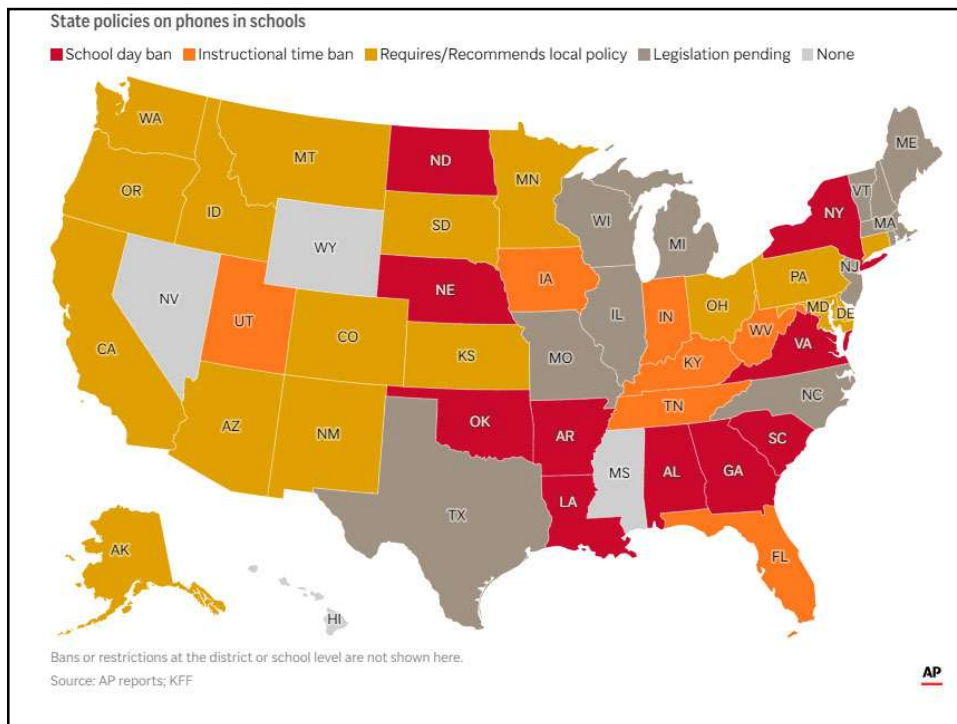 State policies on phones in schools
School day ban Instructional time ban Requires/Recommends local policy Legislation pending None
WA
ME
MT
ND
MN
VT
OR
ID
WI
NY
MA
SD
MI
WY
PA
NJ
IA
NE
OH
MD
DE
NV
IL
IN
UT
WV
CO
VA
CA
KS
MO
KY
NC
TN
OK
AZ
NM
AR
SC
MS
AL
GA
LA
TX
AK
FL
HI
Bans or restrictions at the district or school level are not shown here.
Source: AP reports; KFF
AP